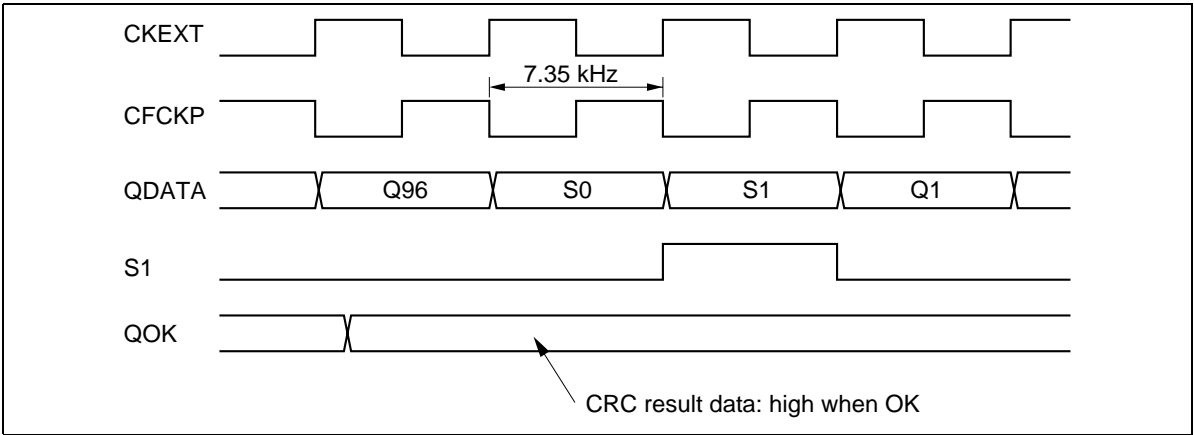 CKEXT
7.35 kHz
CFCKP
QDATA Q96 S0 S1 Q1
S1
QOK
CRC result data: high when OK